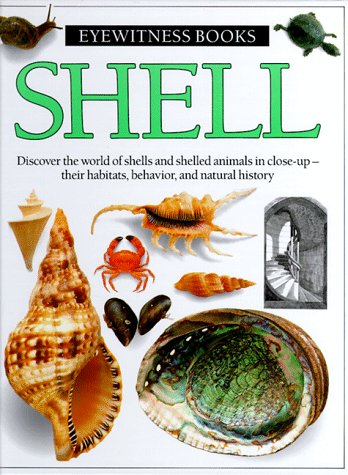 EYEWITNESS BOOKS
SHELL
Discover the world of shells and shelled animals in close-up –
their habitats, behavior, and natural history